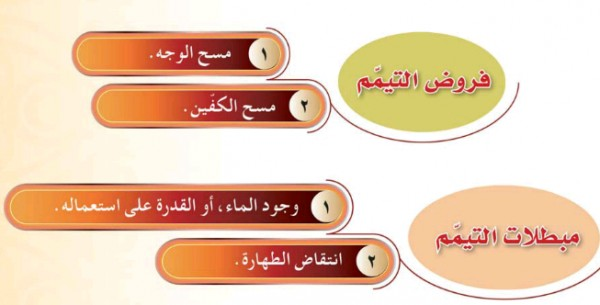 فروض التيمّم
١ مسح الوجه.
٢ مسح الكفّين.
مبطلات التيمّم
١ وجود الماء، أو القدرة على استعماله.
٢ انتقاض الطهارة.